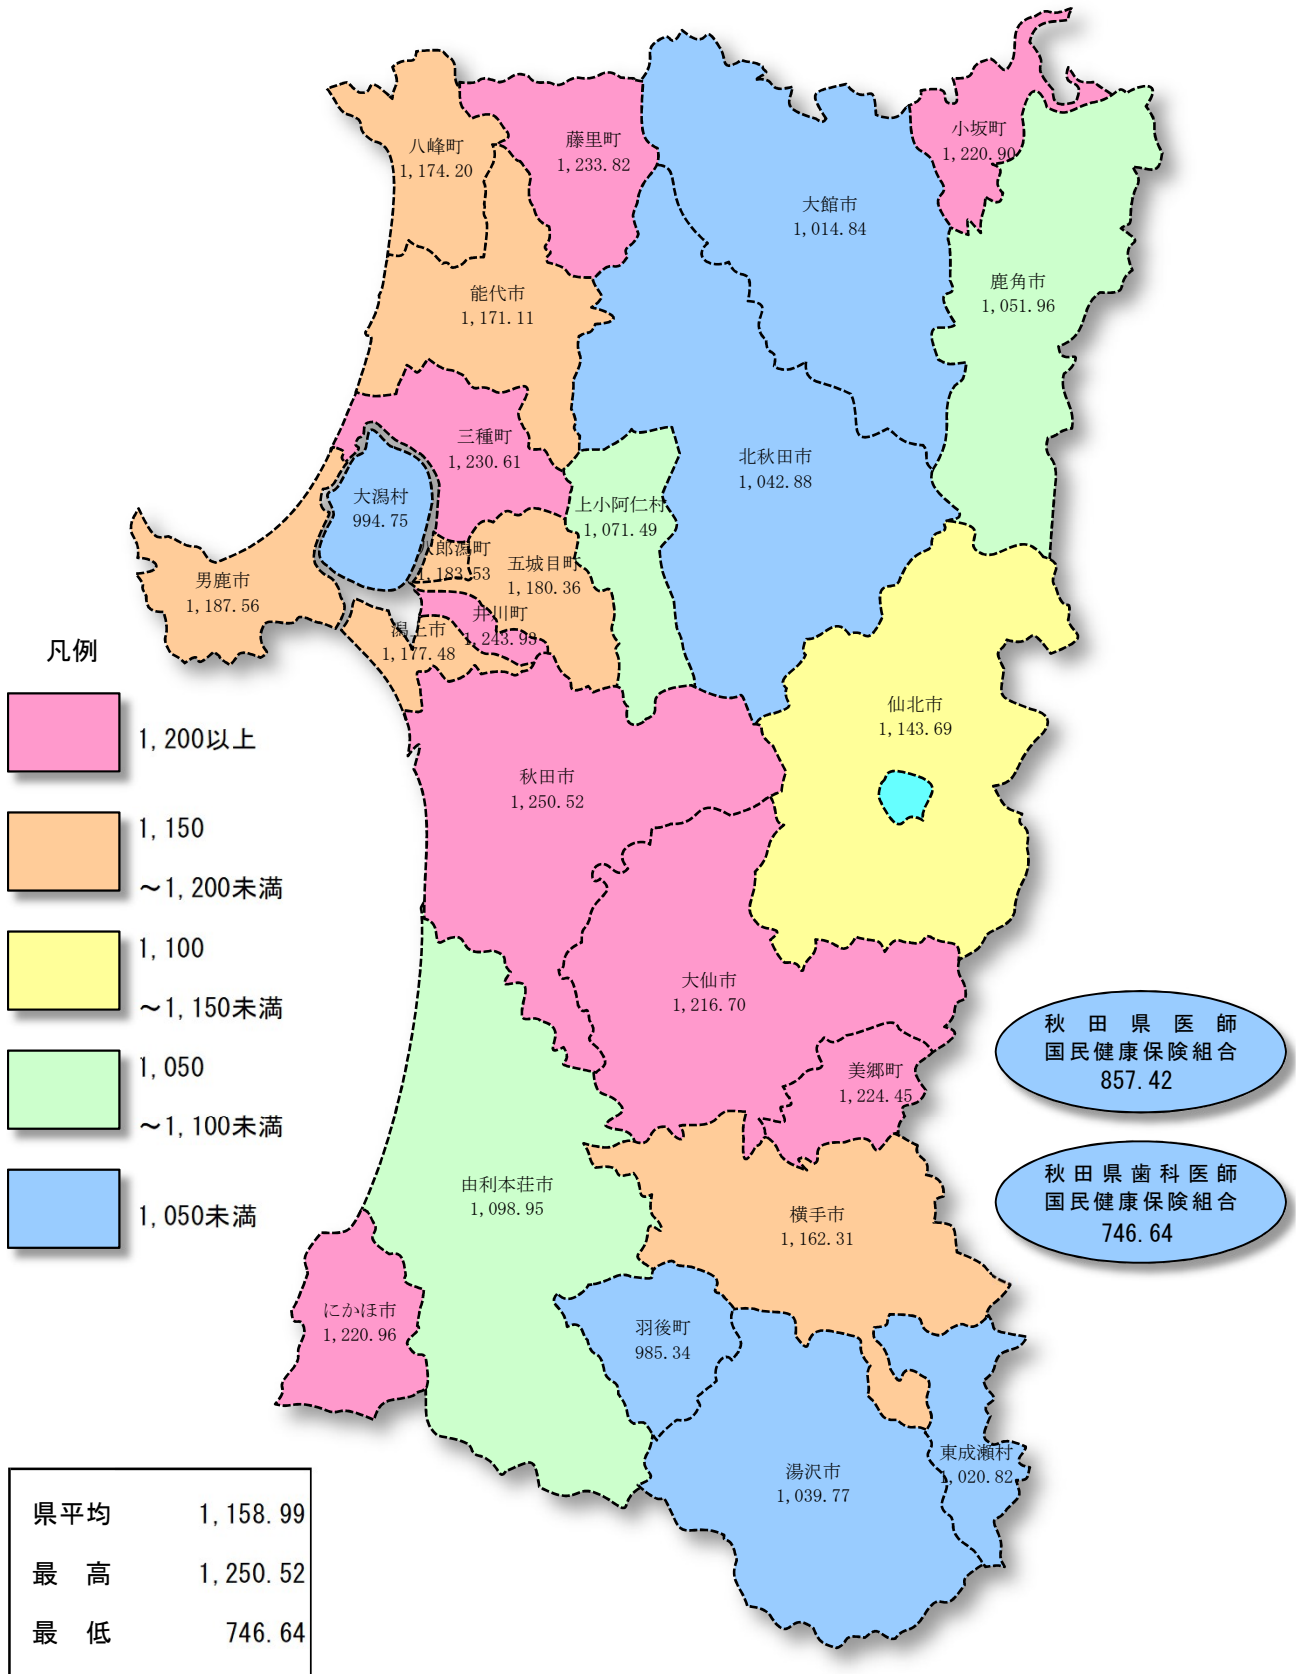 小坂町
1,220.90
藤里町
1,233.82
八峰町
1,174.20
大館市
1,014.84
鹿角市
1,051.96
能代市
1,171.11
三種町
1,230.61
北秋田市
1,042.88
大潟村
994.75
上小阿仁村
1,071.49
八郎潟町
1,183.53
五城目町
1,180.36
男鹿市
1,187.56
井川町
1,243.93
潟上市
1,177.48
仙北市
1,143.69
秋田市
1,250.52
大仙市
1,216.70
美郷町
1,224.45
由利本荘市
1,098.95
横手市
1,162.31
にかほ市
1,220.96
羽後町
985.34
湯沢市
1,039.77
東成瀬村
1,020.82
凡例
1,200以上
1,150
～1,200未満
1,100
～1,150未満
1,050
～1,100未満
1,050未満
秋田県医師
国民健康保険組合
857.42
秋田県歯科医師
国民健康保険組合
746.64
県平均 1,158.99
最高 1,250.52
最低 746.64